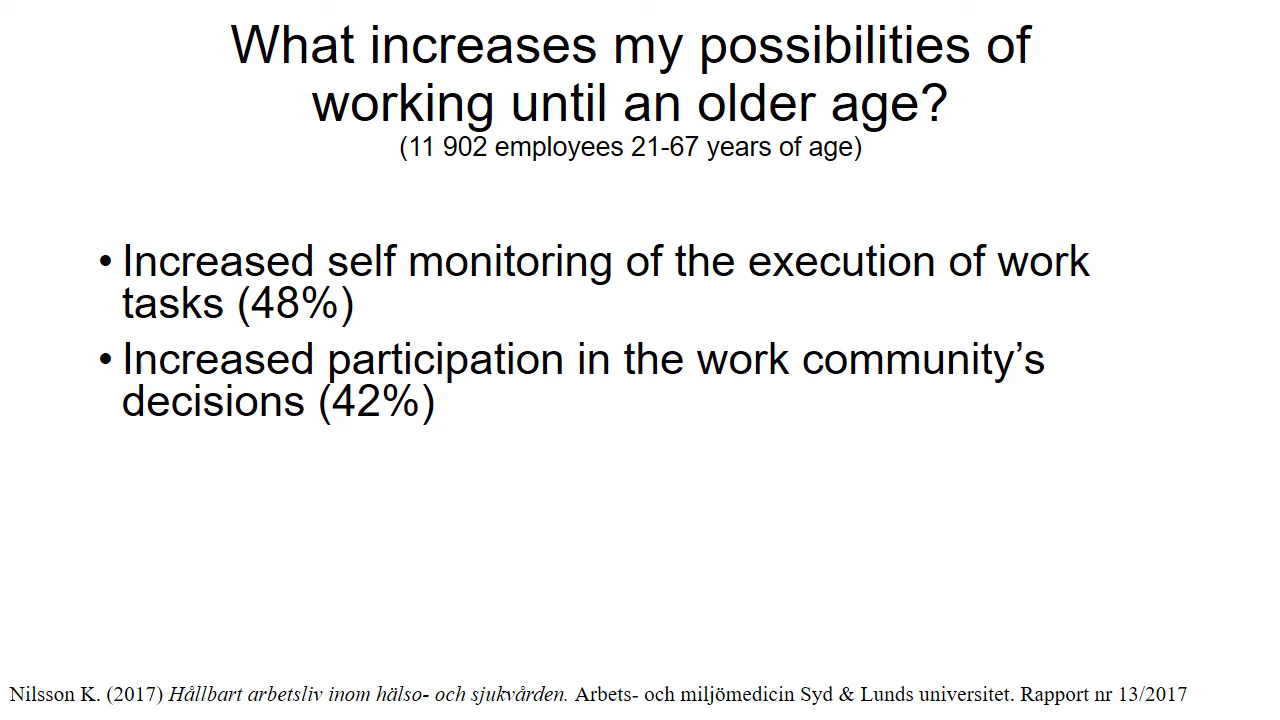 What increases my possibilities of
working until an older age?
(11 902 employees 21-67 years of age)
• Increased self monitoring of the execution of work
tasks (48%)
• Increased participation in the work community’s
decisions (42%)
Nilsson K. (2017) Hållbart arbetsliv inom hälso- och sjukvården. Arbets- och miljömedicin Syd & Lunds universitet. Rapport nr 13/2017